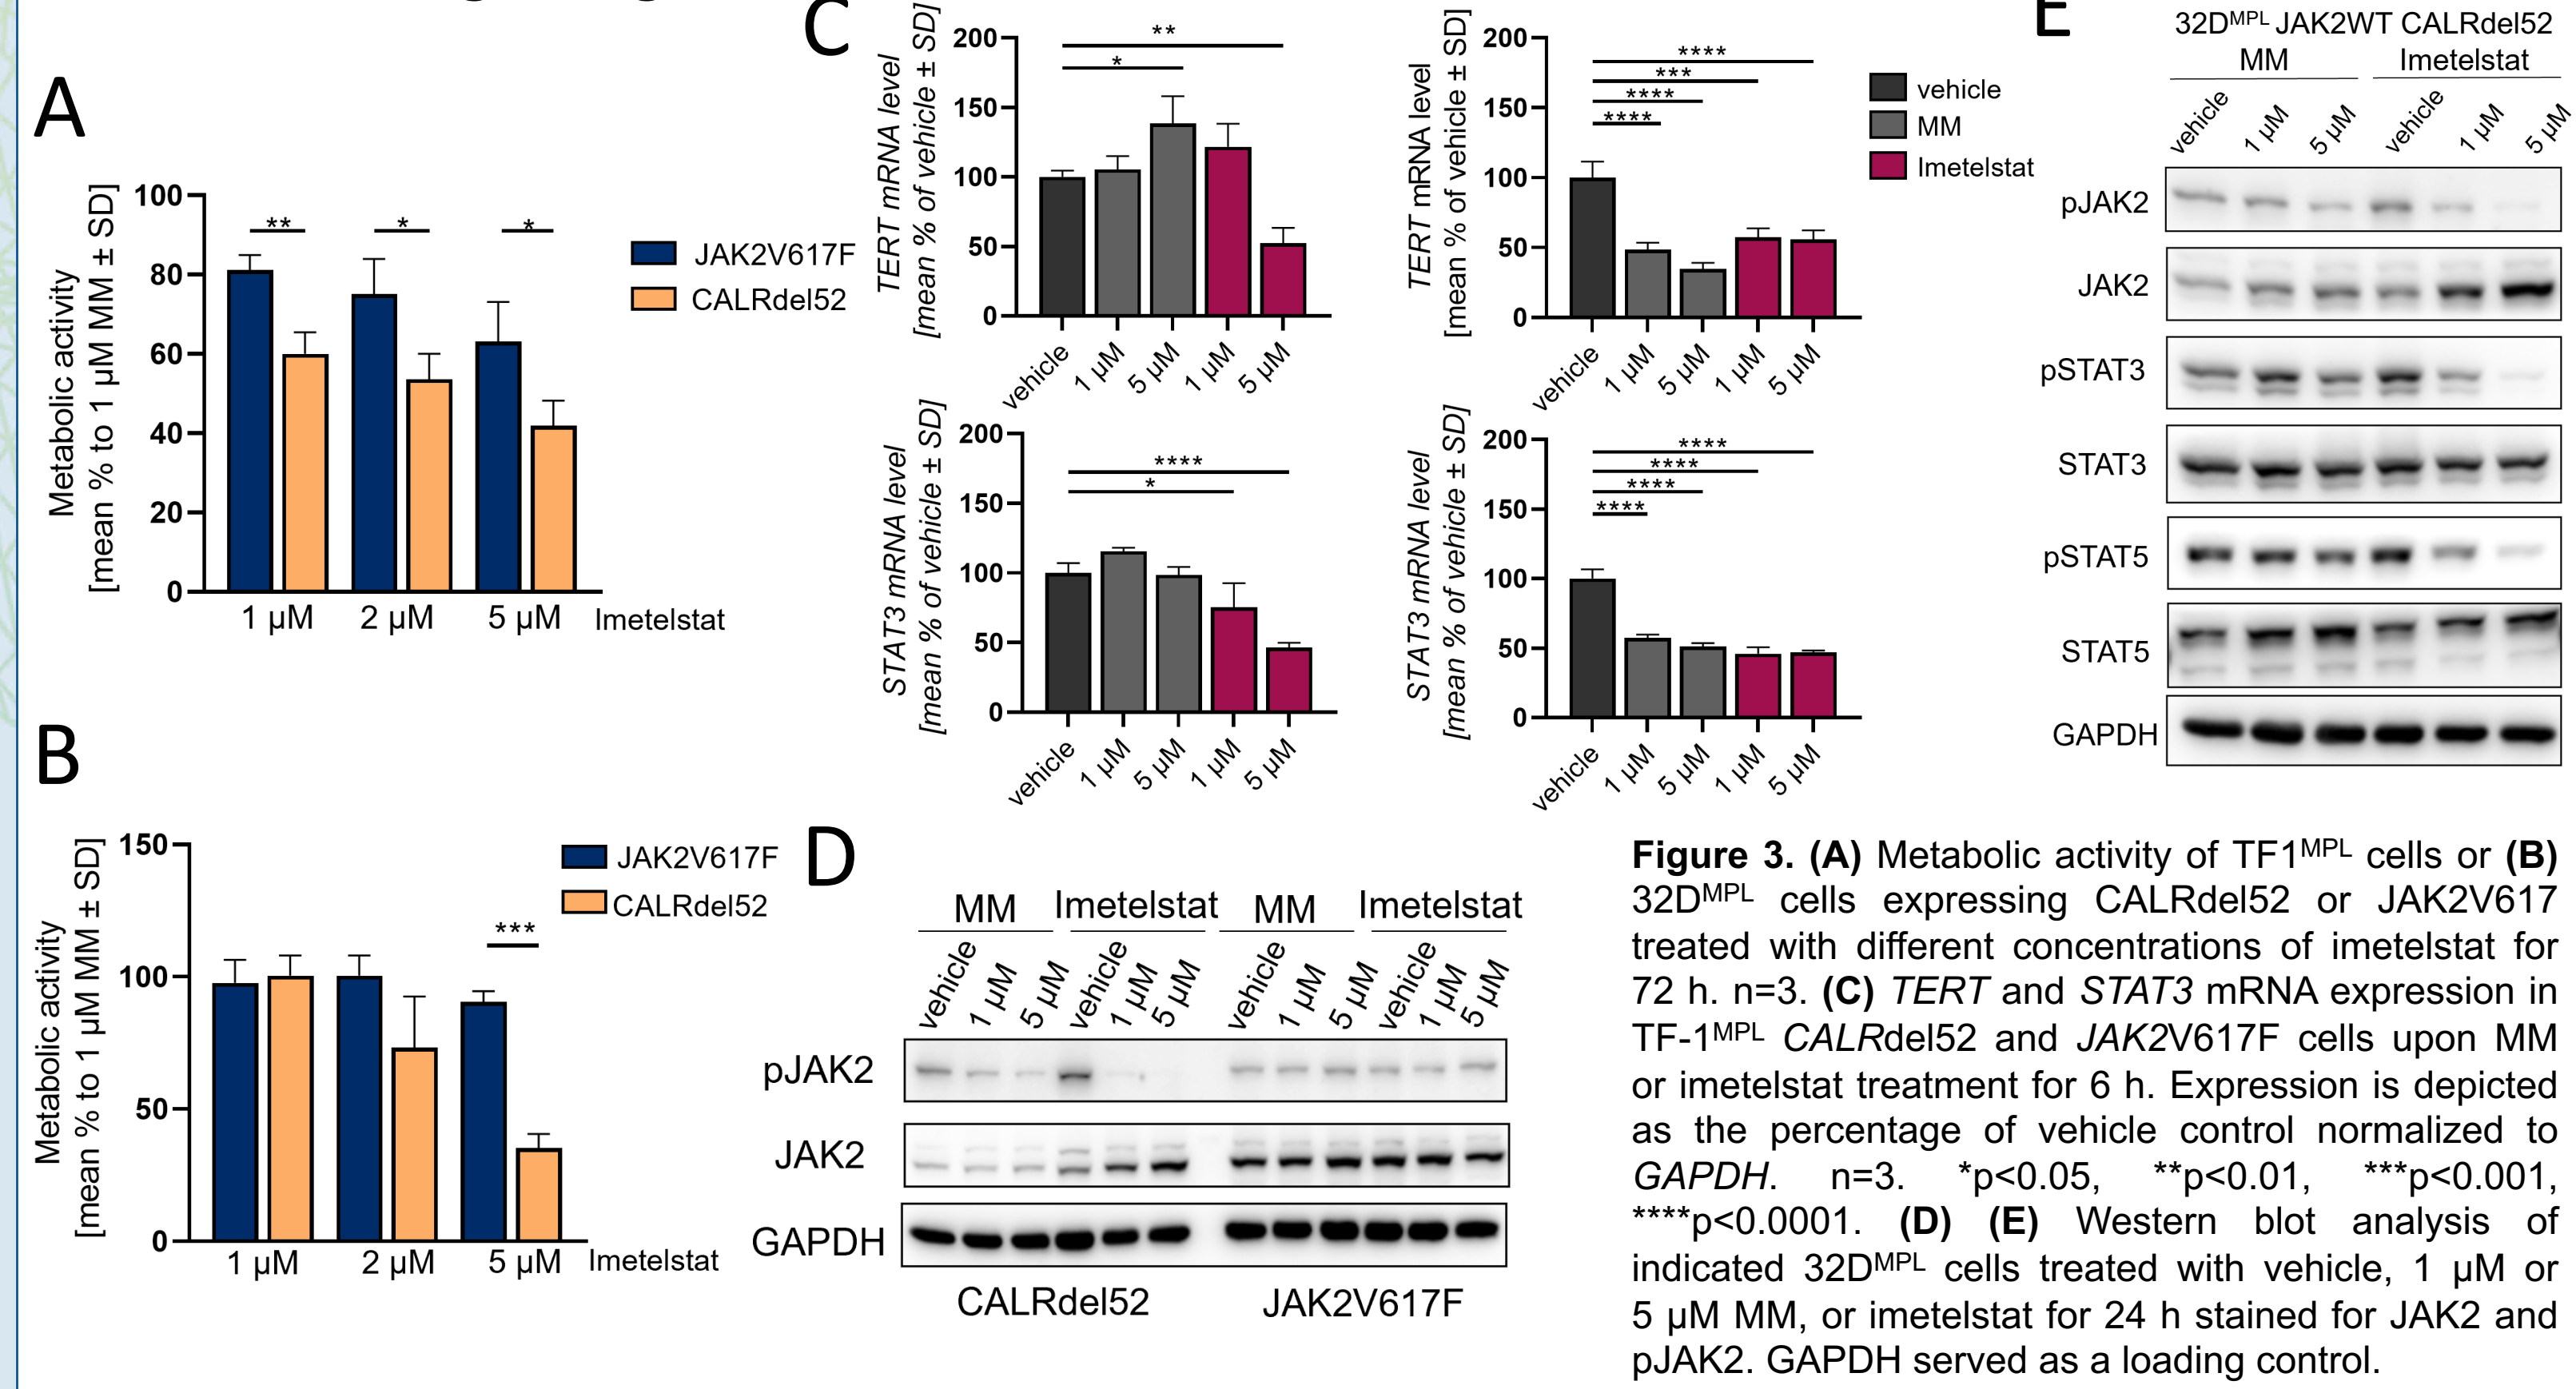 A
Metabolic activity
[mean % to 1 µM MM ± SD]
100
80
60
40
20
0
**
*
*
1 µM
2 µM
5 µM
Imetelstat
JAK2V617F
CALRdel52
B
Metabolic activity
[mean % to 1 µM MM ± SD]
150
100
50
0
***
1 µM
2 µM
5 µM
Imetelstat
JAK2V617F
CALRdel52
C
TERT mRNA level
[mean % of vehicle ± SD]
200
150
100
50
0
**
*
vehicle
1 µM
5 µM
1 µM
5 µM
TERT mRNA level
[mean % of vehicle ± SD]
200
150
100
50
0
****
***
****
****
vehicle
1 µM
5 µM
1 µM
5 µM
vehicle
MM
Imetelstat
STAT3 mRNA level
[mean % of vehicle ± SD]
200
150
100
50
0
****
*
vehicle
1 µM
5 µM
1 µM
5 µM
STAT3 mRNA level
[mean % of vehicle ± SD]
200
150
100
50
0
****
****
****
****
vehicle
1 µM
5 µM
1 µM
5 µM
D
MM Imetelstat MM Imetelstat
vehicle 1 µM 5 µM vehicle 1 µM 5 µM vehicle 1 µM 5 µM vehicle 1 µM 5 µM
pJAK2
JAK2
GAPDH
CALRdel52 JAK2V617F
E
32DMPL JAK2WT CALRdel52
MM Imetelstat
vehicle 1 µM 5 µM vehicle 1 µM 5 µM
pJAK2
JAK2
pSTAT3
STAT3
pSTAT5
STAT5
GAPDH
Figure 3. (A) Metabolic activity of TF1MPL cells or (B)
32DMPL cells expressing CALRdel52 or JAK2V617
treated with different concentrations of imetelstat for
72 h. n=3. (C) TERT and STAT3 mRNA expression in
TF-1MPL CALRdel52 and JAK2V617F cells upon MM
or imetelstat treatment for 6 h. Expression is depicted
as the percentage of vehicle control normalized to
GAPDH. n=3. *p<0.05, **p<0.01, ***p<0.001,
****p<0.0001. (D) (E) Western blot analysis of
indicated 32DMPL cells treated with vehicle, 1 µM or
5 µM MM, or imetelstat for 24 h stained for JAK2 and
pJAK2. GAPDH served as a loading control.